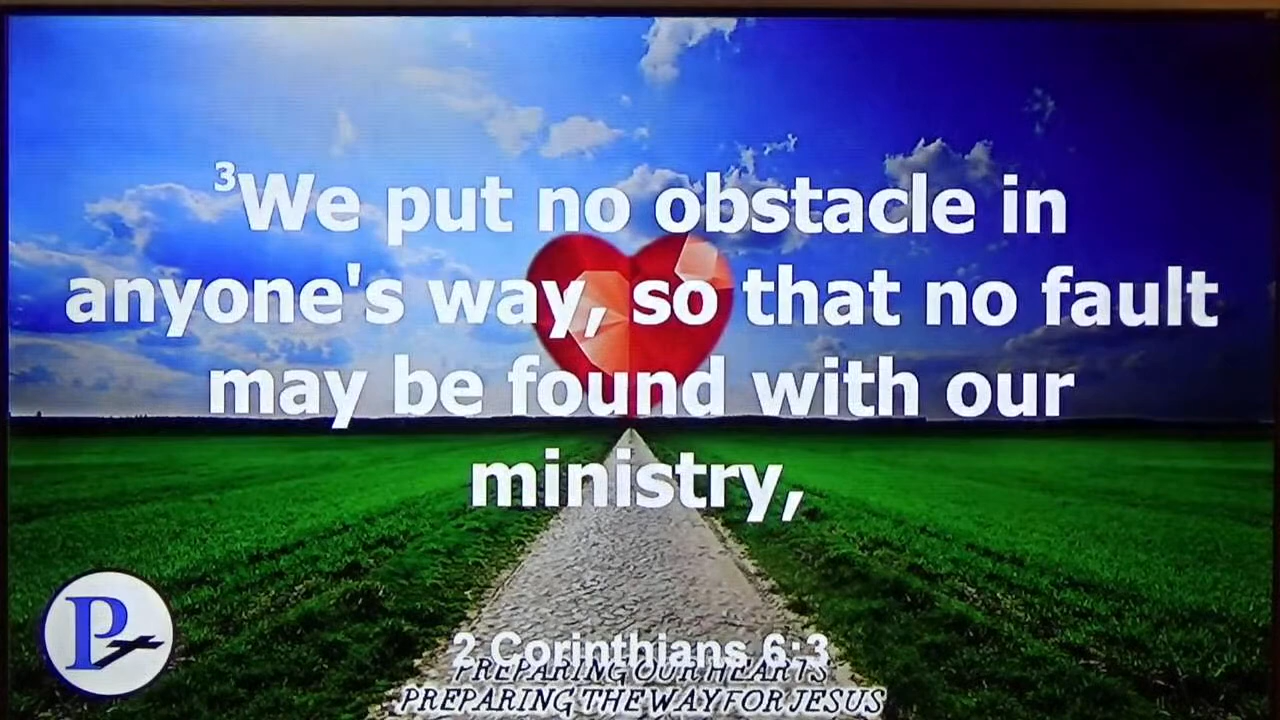 ³We put no obstacle in
anyone's way, so that no fault
may be found with our
ministry,
P
2 Corinthians 6:3
PREPARING OUR HEARTS
PREPARING THE WAY FOR JESUS